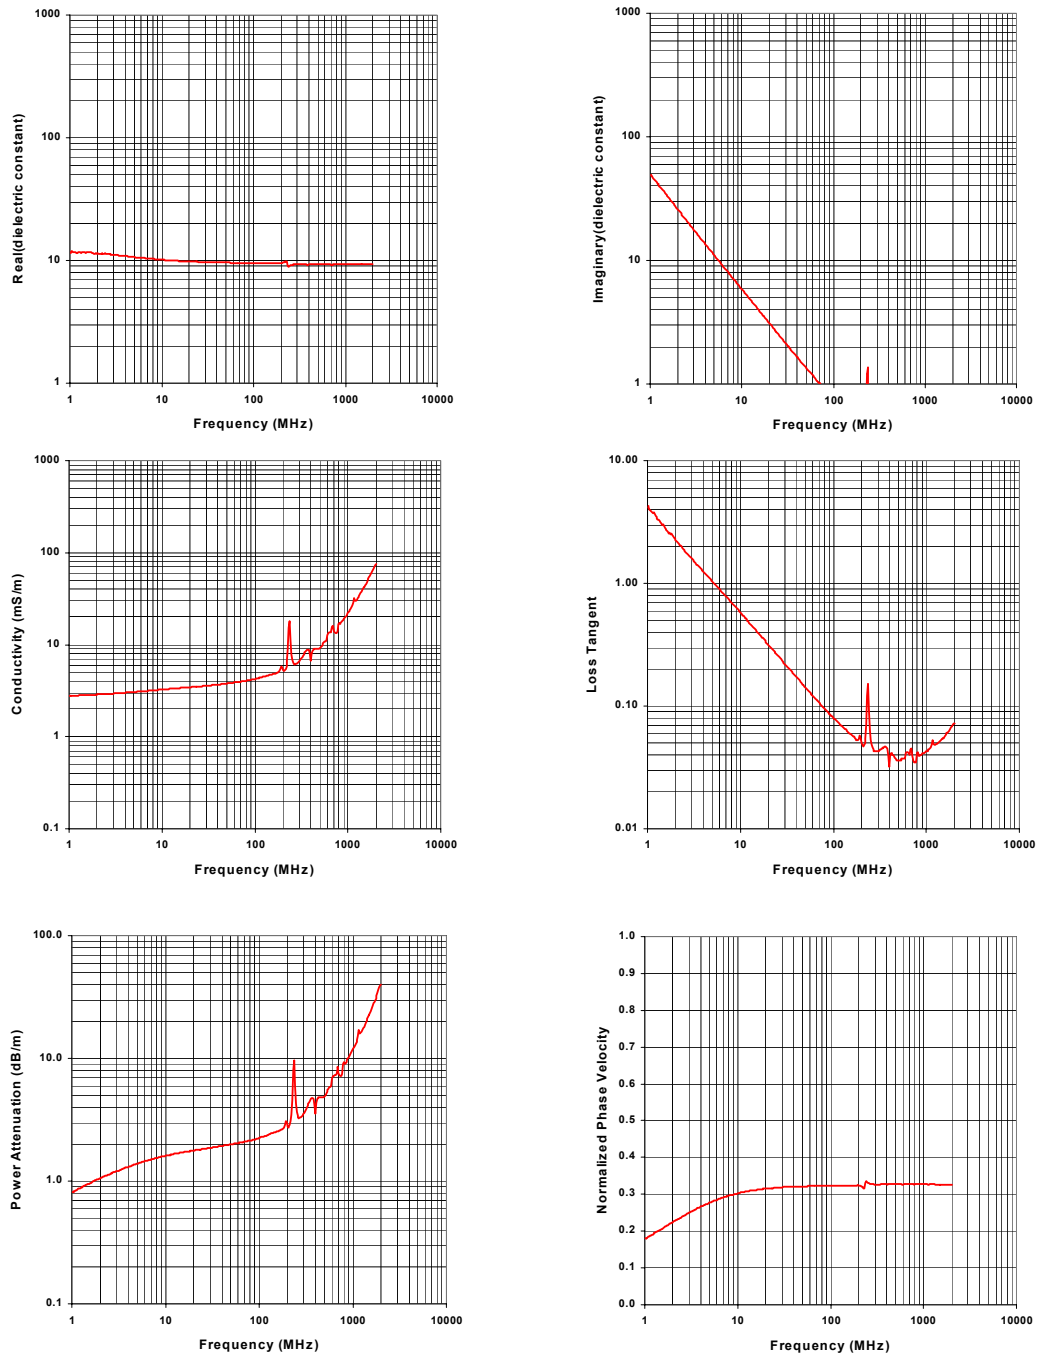 1000
100
10
1
Real(dielectric constant)
1 10 100 1000 10000
Frequency (MHz)
1000
100
10
1
Imaginary(dielectric constant)
1 10 100 1000 10000
Frequency (MHz)
1000
100
10
1
0.1
Conductivity (mS/m)
1 10 100 1000 10000
Frequency (MHz)
10.00
1.00
0.10
0.01
Loss Tangent
1 10 100 1000 10000
Frequency (MHz)
100.0
10.0
1.0
0.1
Power Attenuation (dB/m)
1 10 100 1000 10000
Frequency (MHz)
1.0
0.9
0.8
0.7
0.6
0.5
0.4
0.3
0.2
0.1
0.0
Normalized Phase Velocity
1 10 100 1000 10000
Frequency (MHz)